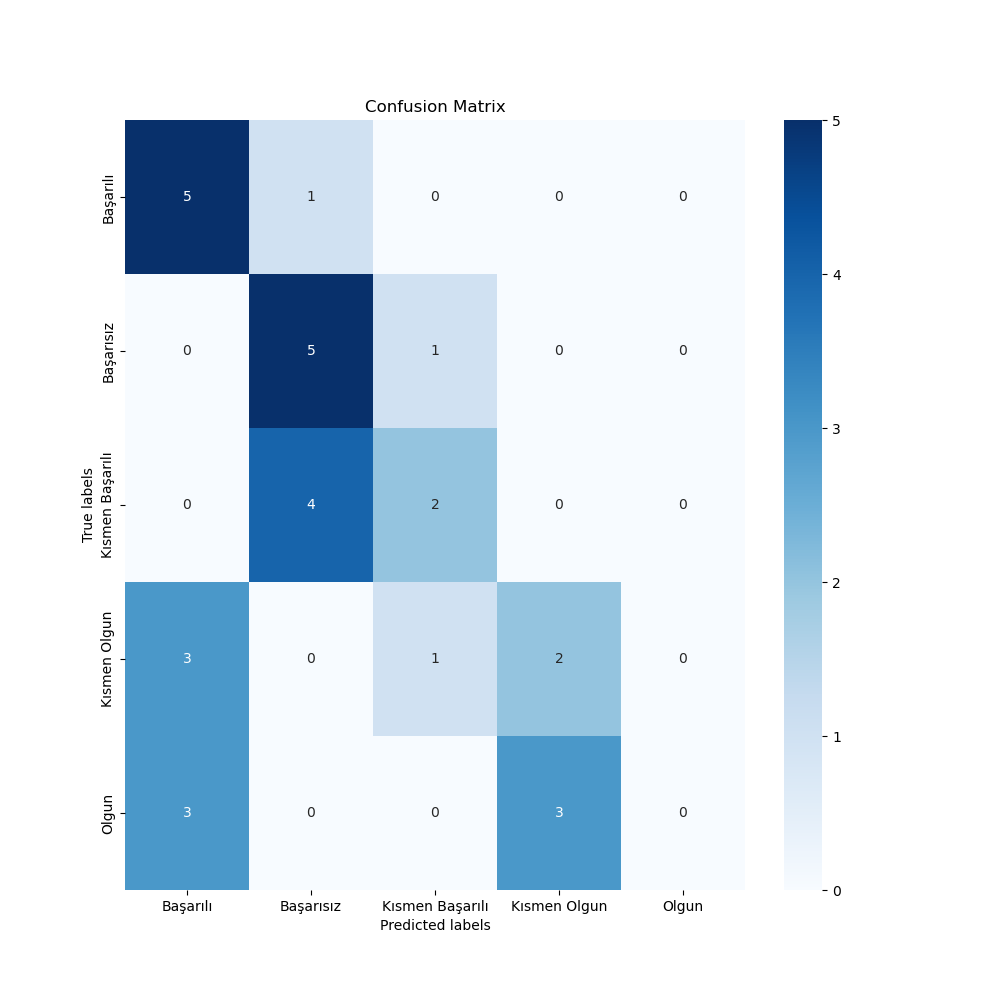 Confusion Matrix
True labels
Başarılı
5 1 0 0 0
Başarısız
0 5 1 0 0
Kısmen Başarılı
0 4 2 0 0
Kısmen Olgun
3 0 1 2 0
Olgun
3 0 0 3 0
Başarılı Başarısız Kısmen Başarılı Kısmen Olgun Olgun
Predicted labels
5
4
3
2
1
0